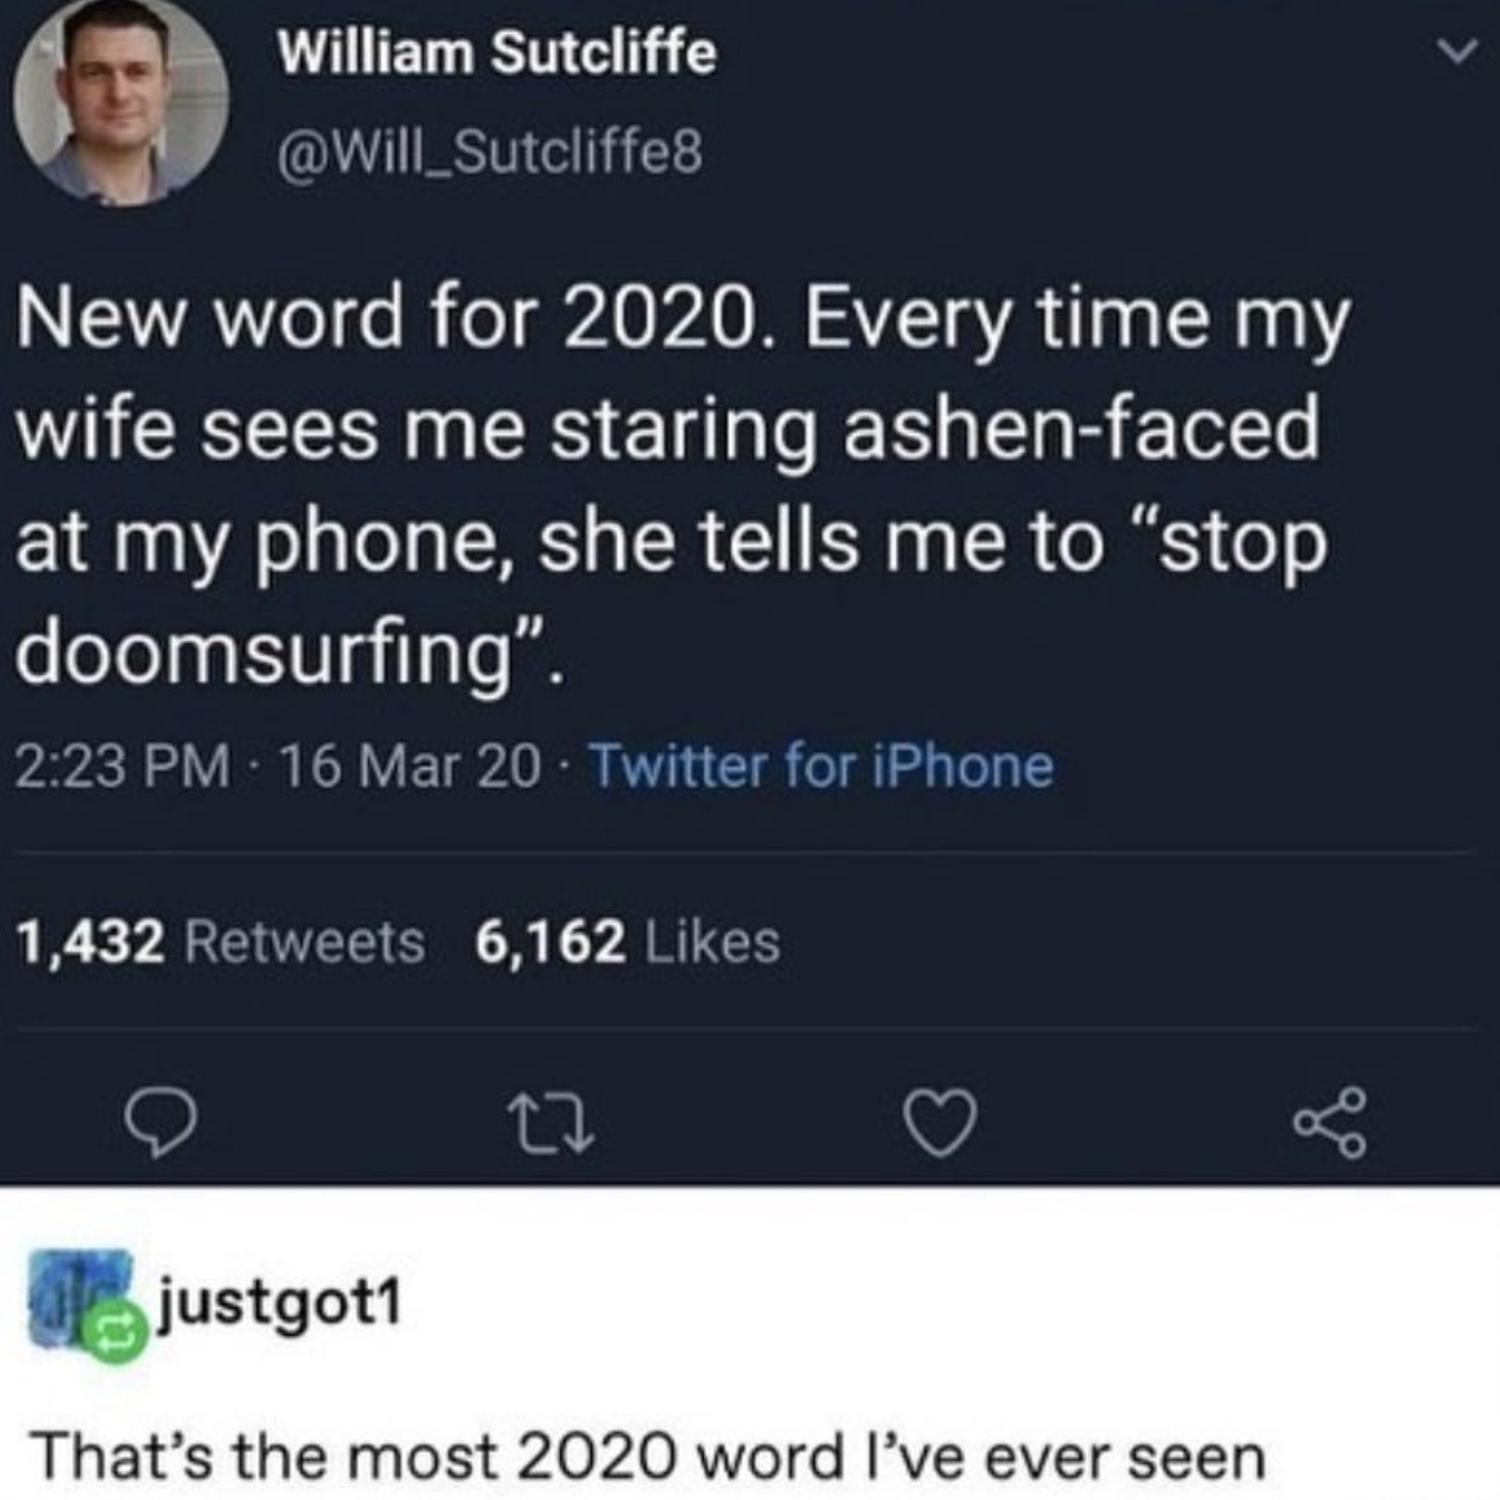 William Sutcliffe
@Will_Sutcliffe8
New word for 2020. Every time my
wife sees me staring ashen-faced
at my phone, she tells me to “stop
doomsurfing”.
2:23 PM · 16 Mar 20 · Twitter for iPhone
1,432 Retweets 6,162 Likes
justgot1
That’s the most 2020 word I’ve ever seen